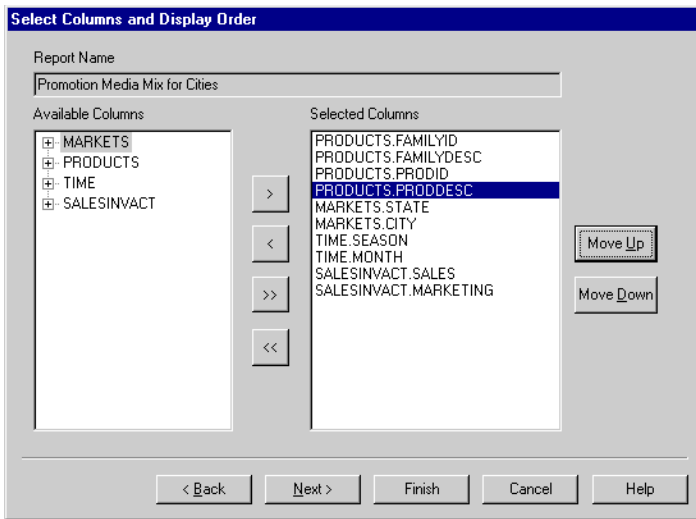 Select Columns and Display Order
Report Name
Promotion Media Mix for Cities
Available Columns
MARKETS
PRODUCTS
TIME
SALESINVACT
>
<
>>
<<
Selected Columns
PRODUCTS.FAMILYID
PRODUCTS.FAMILYDESC
PRODUCTS.PRODID
PRODUCTS.PRODDESC
MARKETS.STATE
MARKETS.CITY
TIME.SEASON
TIME.MONTH
SALESINVACT.SALES
SALESINVACT.MARKETING
Move Up
Move Down
< Back
Next >
Finish
Cancel
Help